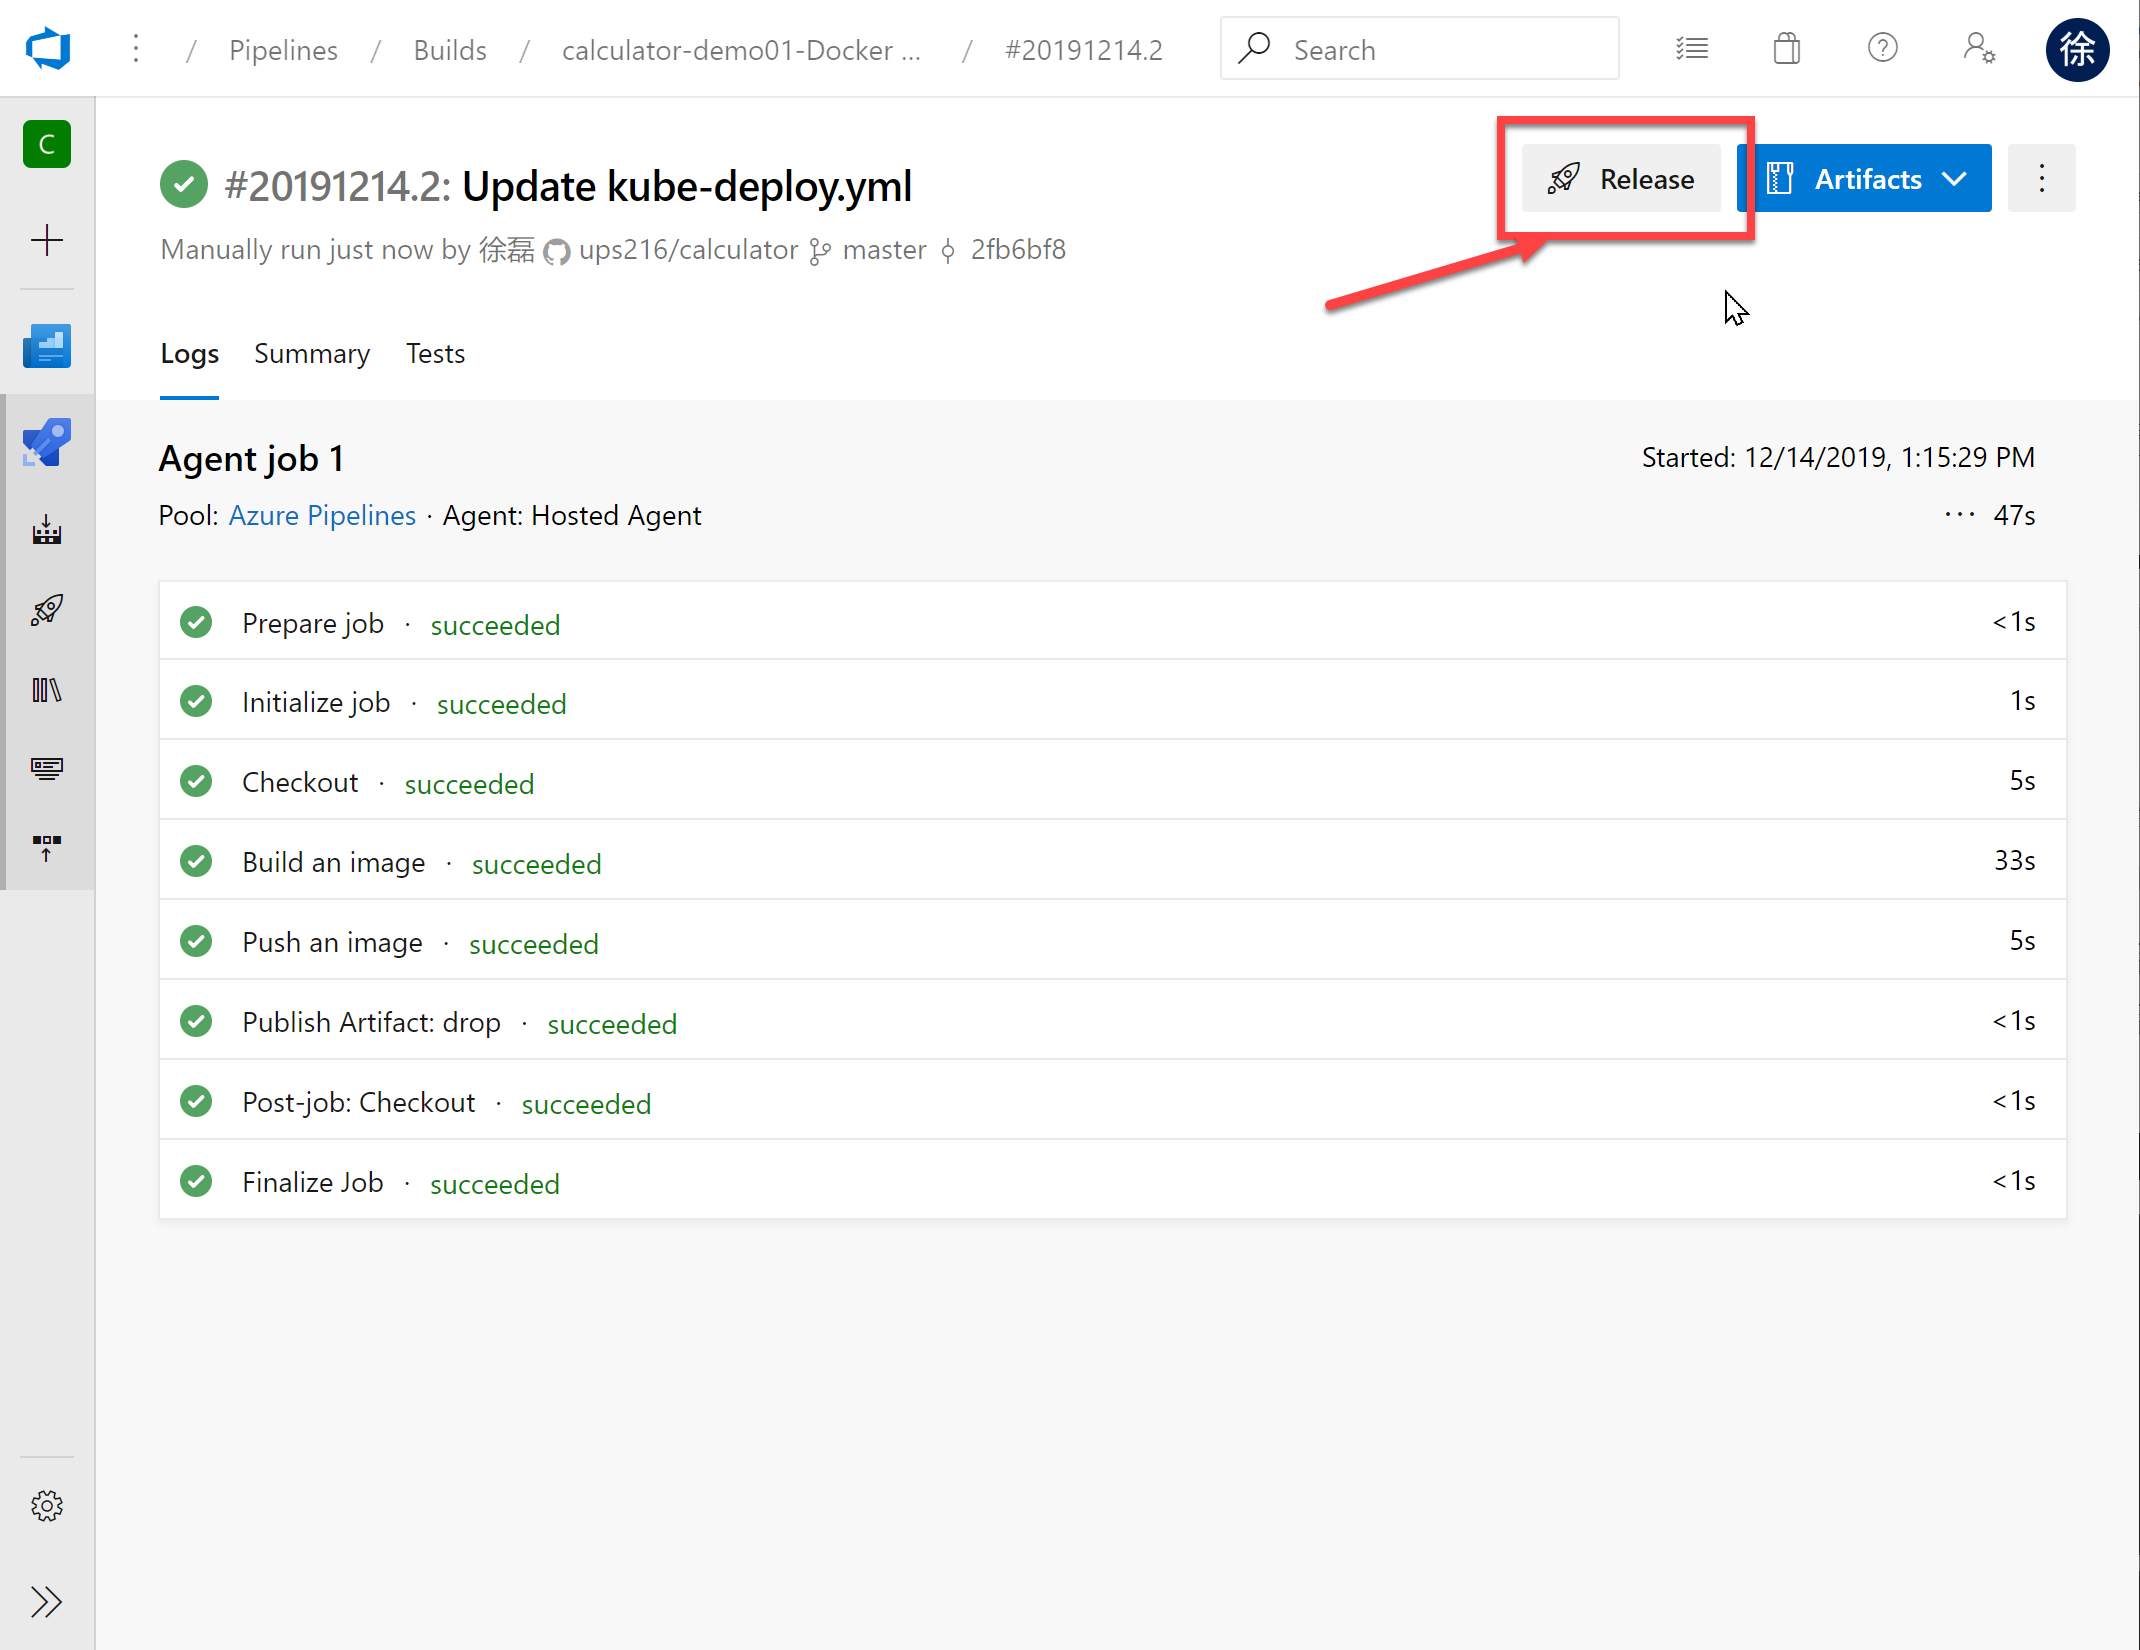 / Pipelines / Builds / calculator-demo01-Docker ... / #20191214.2
Search
徐
C
#20191214.2: Update kube-deploy.yml
Release
Artifacts
Manually run just now by 徐磊 ups216/calculator master 2fb6bf8
Logs Summary Tests
Agent job 1
Started: 12/14/2019, 1:15:29 PM
Pool: Azure Pipelines · Agent: Hosted Agent
··· 47s
Prepare job · succeeded <1s
Initialize job · succeeded 1s
Checkout · succeeded 5s
Build an image · succeeded 33s
Push an image · succeeded 5s
Publish Artifact: drop · succeeded <1s
Post-job: Checkout · succeeded <1s
Finalize Job · succeeded <1s